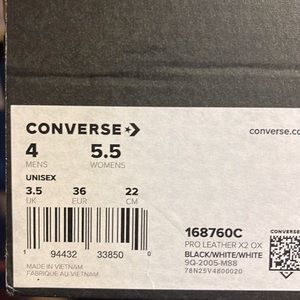 CONVERSE
converse.co
4 5.5
MENS WOMENS
UNISEX
3.5 36 22
UK EUR CM
168760C
PRO LEATHER X2 OX
BLACK/WHITE/WHITE
9Q-2005-M88
78N25V4800020
1 94432 33850 0
MADE IN VIETNAM
FABRIQUE AU VIETNAM